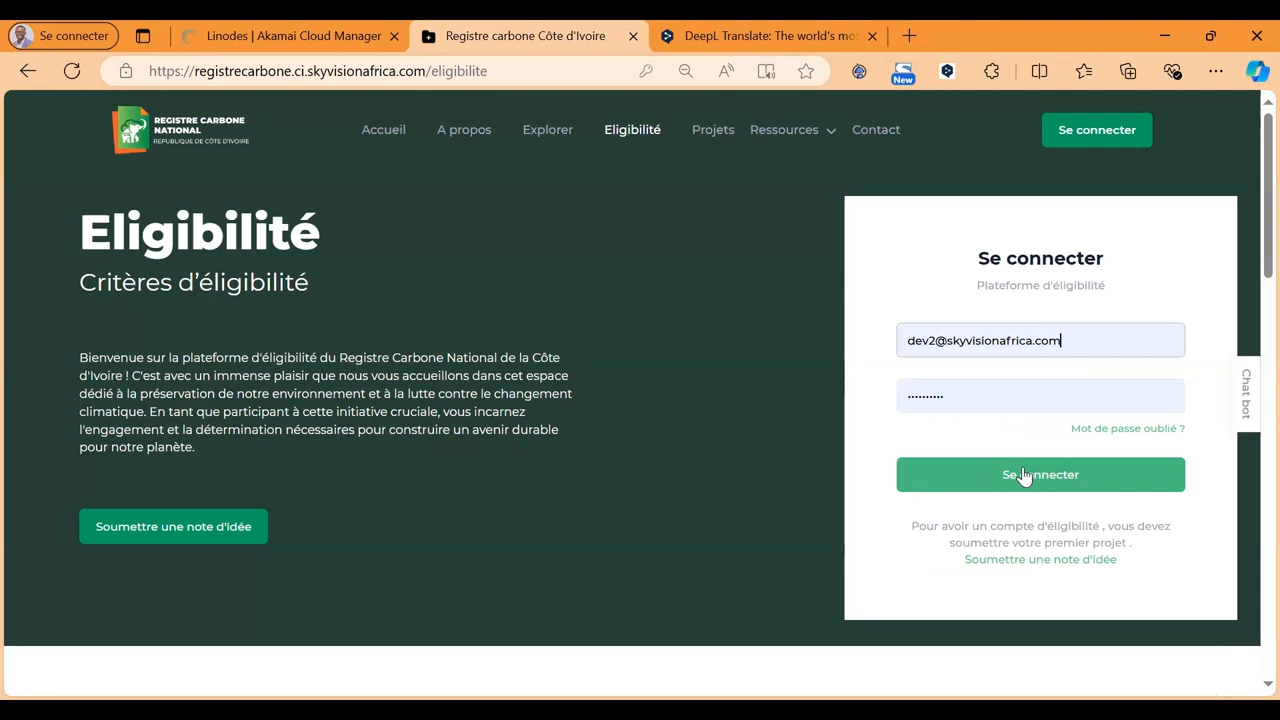 Se connecter
Linodes | Akamai Cloud Manager
Registre carbone Côte d'Ivoire
DeepL Translate: The world's mo
https://registrecarbone.ci.skyvisionafrica.com/eligibilite
New
REGISTRE CARBONE
NATIONAL
REPUBLIQUE DE CÔTE D'IVOIRE
Accueil
A propos
Explorer
Eligibilité
Projets
Ressources
Contact
Se connecter
Eligibilité
Critères d'éligibilité
Bienvenue sur la plateforme d'éligibilité du Registre Carbone National de la Côte
d'Ivoire ! C'est avec un immense plaisir que nous vous accueillons dans cet espace
dédié à la préservation de notre environnement et à la lutte contre le changement
climatique. En tant que participant à cette initiative cruciale, vous incarnez
l'engagement et la détermination nécessaires pour construire un avenir durable
pour notre planète.
Soumettre une note d'idée
Se connecter
Plateforme d'éligibilité
dev2@skyvisionafrica.com
••••••••••
Mot de passe oublié ?
Se connecter
Pour avoir un compte d'éligibilité , vous devez
soumettre votre premier projet .
Soumettre une note d'idée
Chat bot